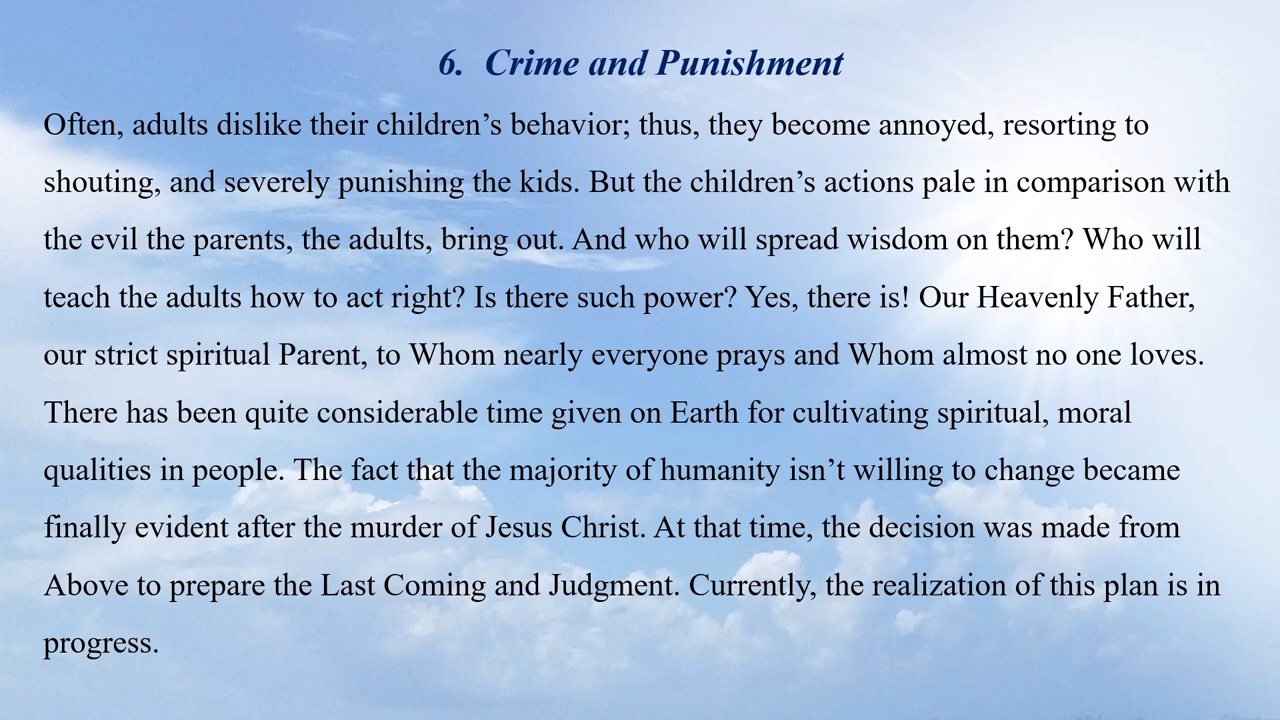 6. Crime and Punishment
Often, adults dislike their children’s behavior; thus, they become annoyed, resorting to
shouting, and severely punishing the kids. But the children’s actions pale in comparison with
the evil the parents, the adults, bring out. And who will spread wisdom on them? Who will
teach the adults how to act right? Is there such power? Yes, there is! Our Heavenly Father,
our strict spiritual Parent, to Whom nearly everyone prays and Whom almost no one loves.
There has been quite considerable time given on Earth for cultivating spiritual, moral
qualities in people. The fact that the majority of humanity isn’t willing to change became
finally evident after the murder of Jesus Christ. At that time, the decision was made from
Above to prepare the Last Coming and Judgment. Currently, the realization of this plan is in
progress.